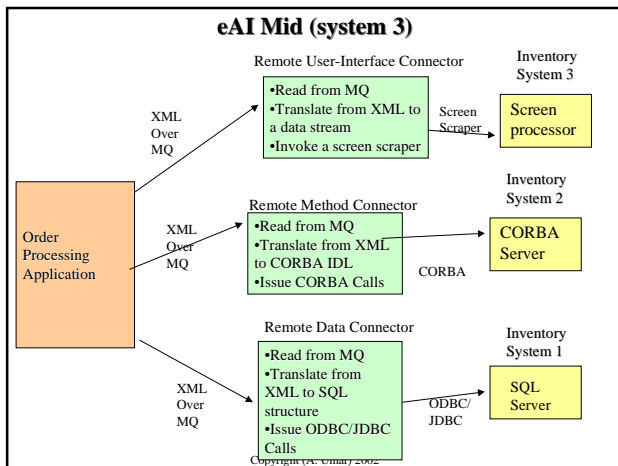 eAI Mid (system 3)
Remote User-Interface Connector
Inventory
System 3
XML
Over
MQ
•Read from MQ
•Translate from XML to
a data stream
•Invoke a screen scraper
Screen
Scraper
Screen
processor
Order
Processing
Application
XML
Over
MQ
Remote Method Connector
•Read from MQ
•Translate from XML
to CORBA IDL
•Issue CORBA Calls
CORBA
Inventory
System 2
CORBA
Server
XML
Over
MQ
Remote Data Connector
•Read from MQ
•Translate from
XML to SQL
structure
•Issue ODBC/JDBC
Calls
ODBC/
JDBC
Inventory
System 1
SQL
Server
Copyright (A. Umar) 2002